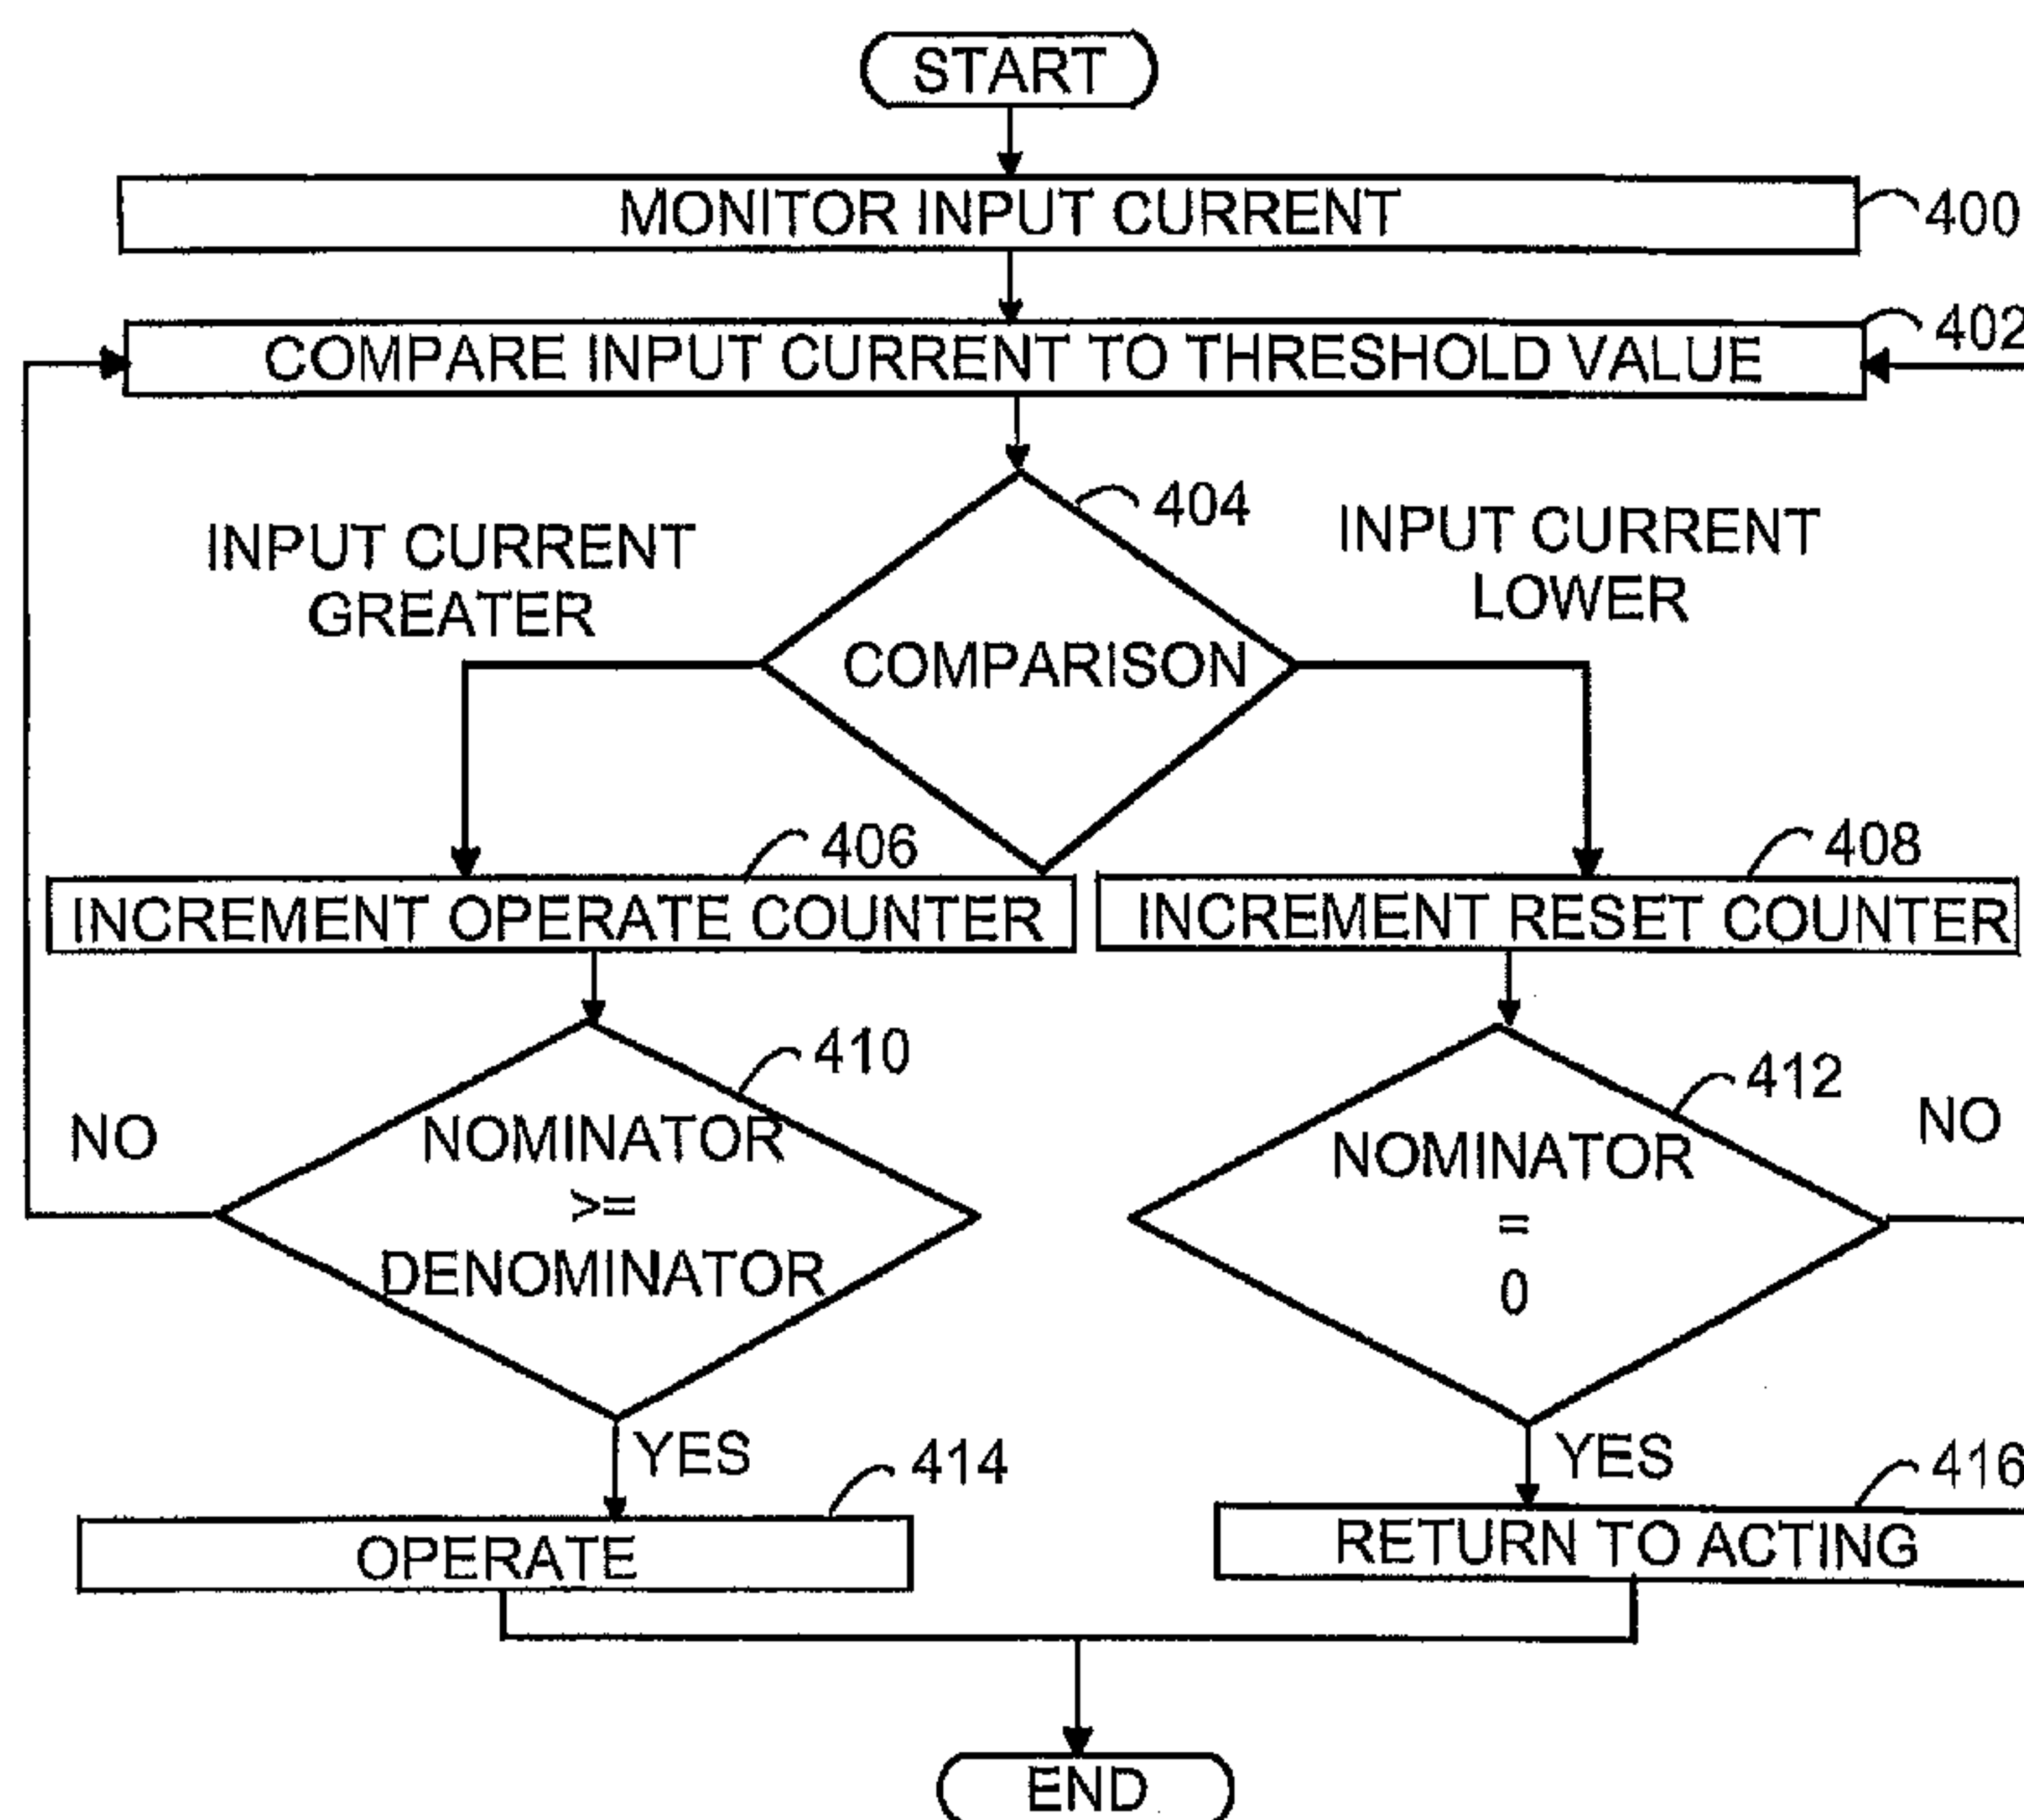 START
MONITOR INPUT CURRENT
400
402
COMPARE INPUT CURRENT TO THRESHOLD VALUE
404
INPUT CURRENT
GREATER
INPUT CURRENT
LOWER
COMPARISON
406
408
INCREMENT OPERATE COUNTER
INCREMENT RESET COUNTER
410
412
NO
NOMINATOR
>=
DENOMINATOR
NOMINATOR
=
0
NO
YES
414
YES
416
OPERATE
RETURN TO ACTING
END